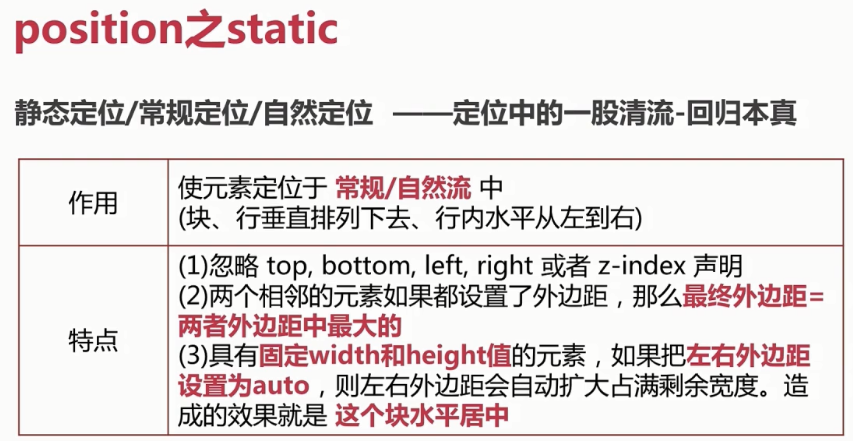 position之static
静态定位/常规定位/自然定位 ——定位中的一股清流-回归本真
作用
使元素定位于 常规/自然流 中
(块、行垂直排列下去、行内水平从左到右)
特点
(1)忽略 top, bottom, left, right 或者 z-index 声明
(2)两个相邻的元素如果都设置了外边距，那么最终外边距=
两者外边距中最大的
(3)具有固定width和height值的元素，如果把左右外边距
设置为auto，则左右外边距会自动扩大占满剩余宽度。造
成的效果就是 这个块水平居中